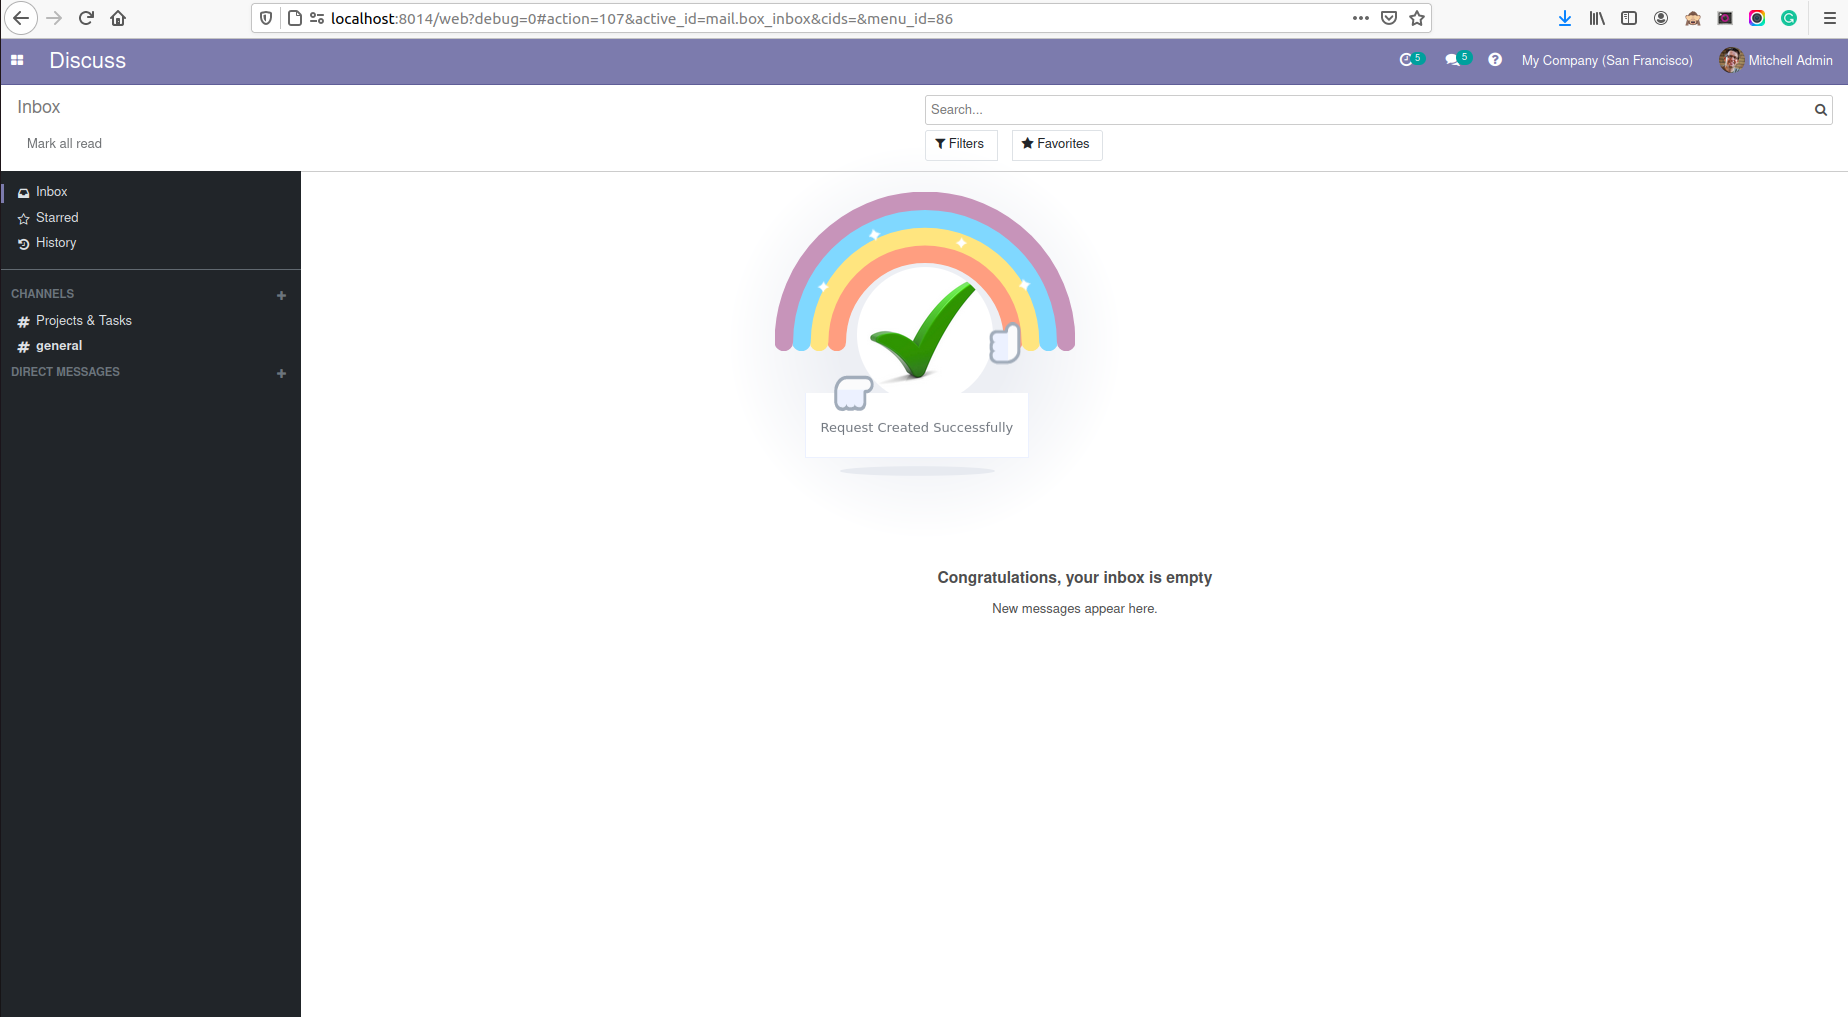 localhost:8014/web?debug=0#action=107&active_id=mail.box_inbox&cids=&menu_id=86
Discuss
5
5
My Company (San Francisco)
Mitchell Admin
Inbox
Search...
Mark all read
Filters
Favorites
Inbox
Starred
History
CHANNELS
# Projects & Tasks
# general
DIRECT MESSAGES
Request Created Successfully
Congratulations, your inbox is empty
New messages appear here.